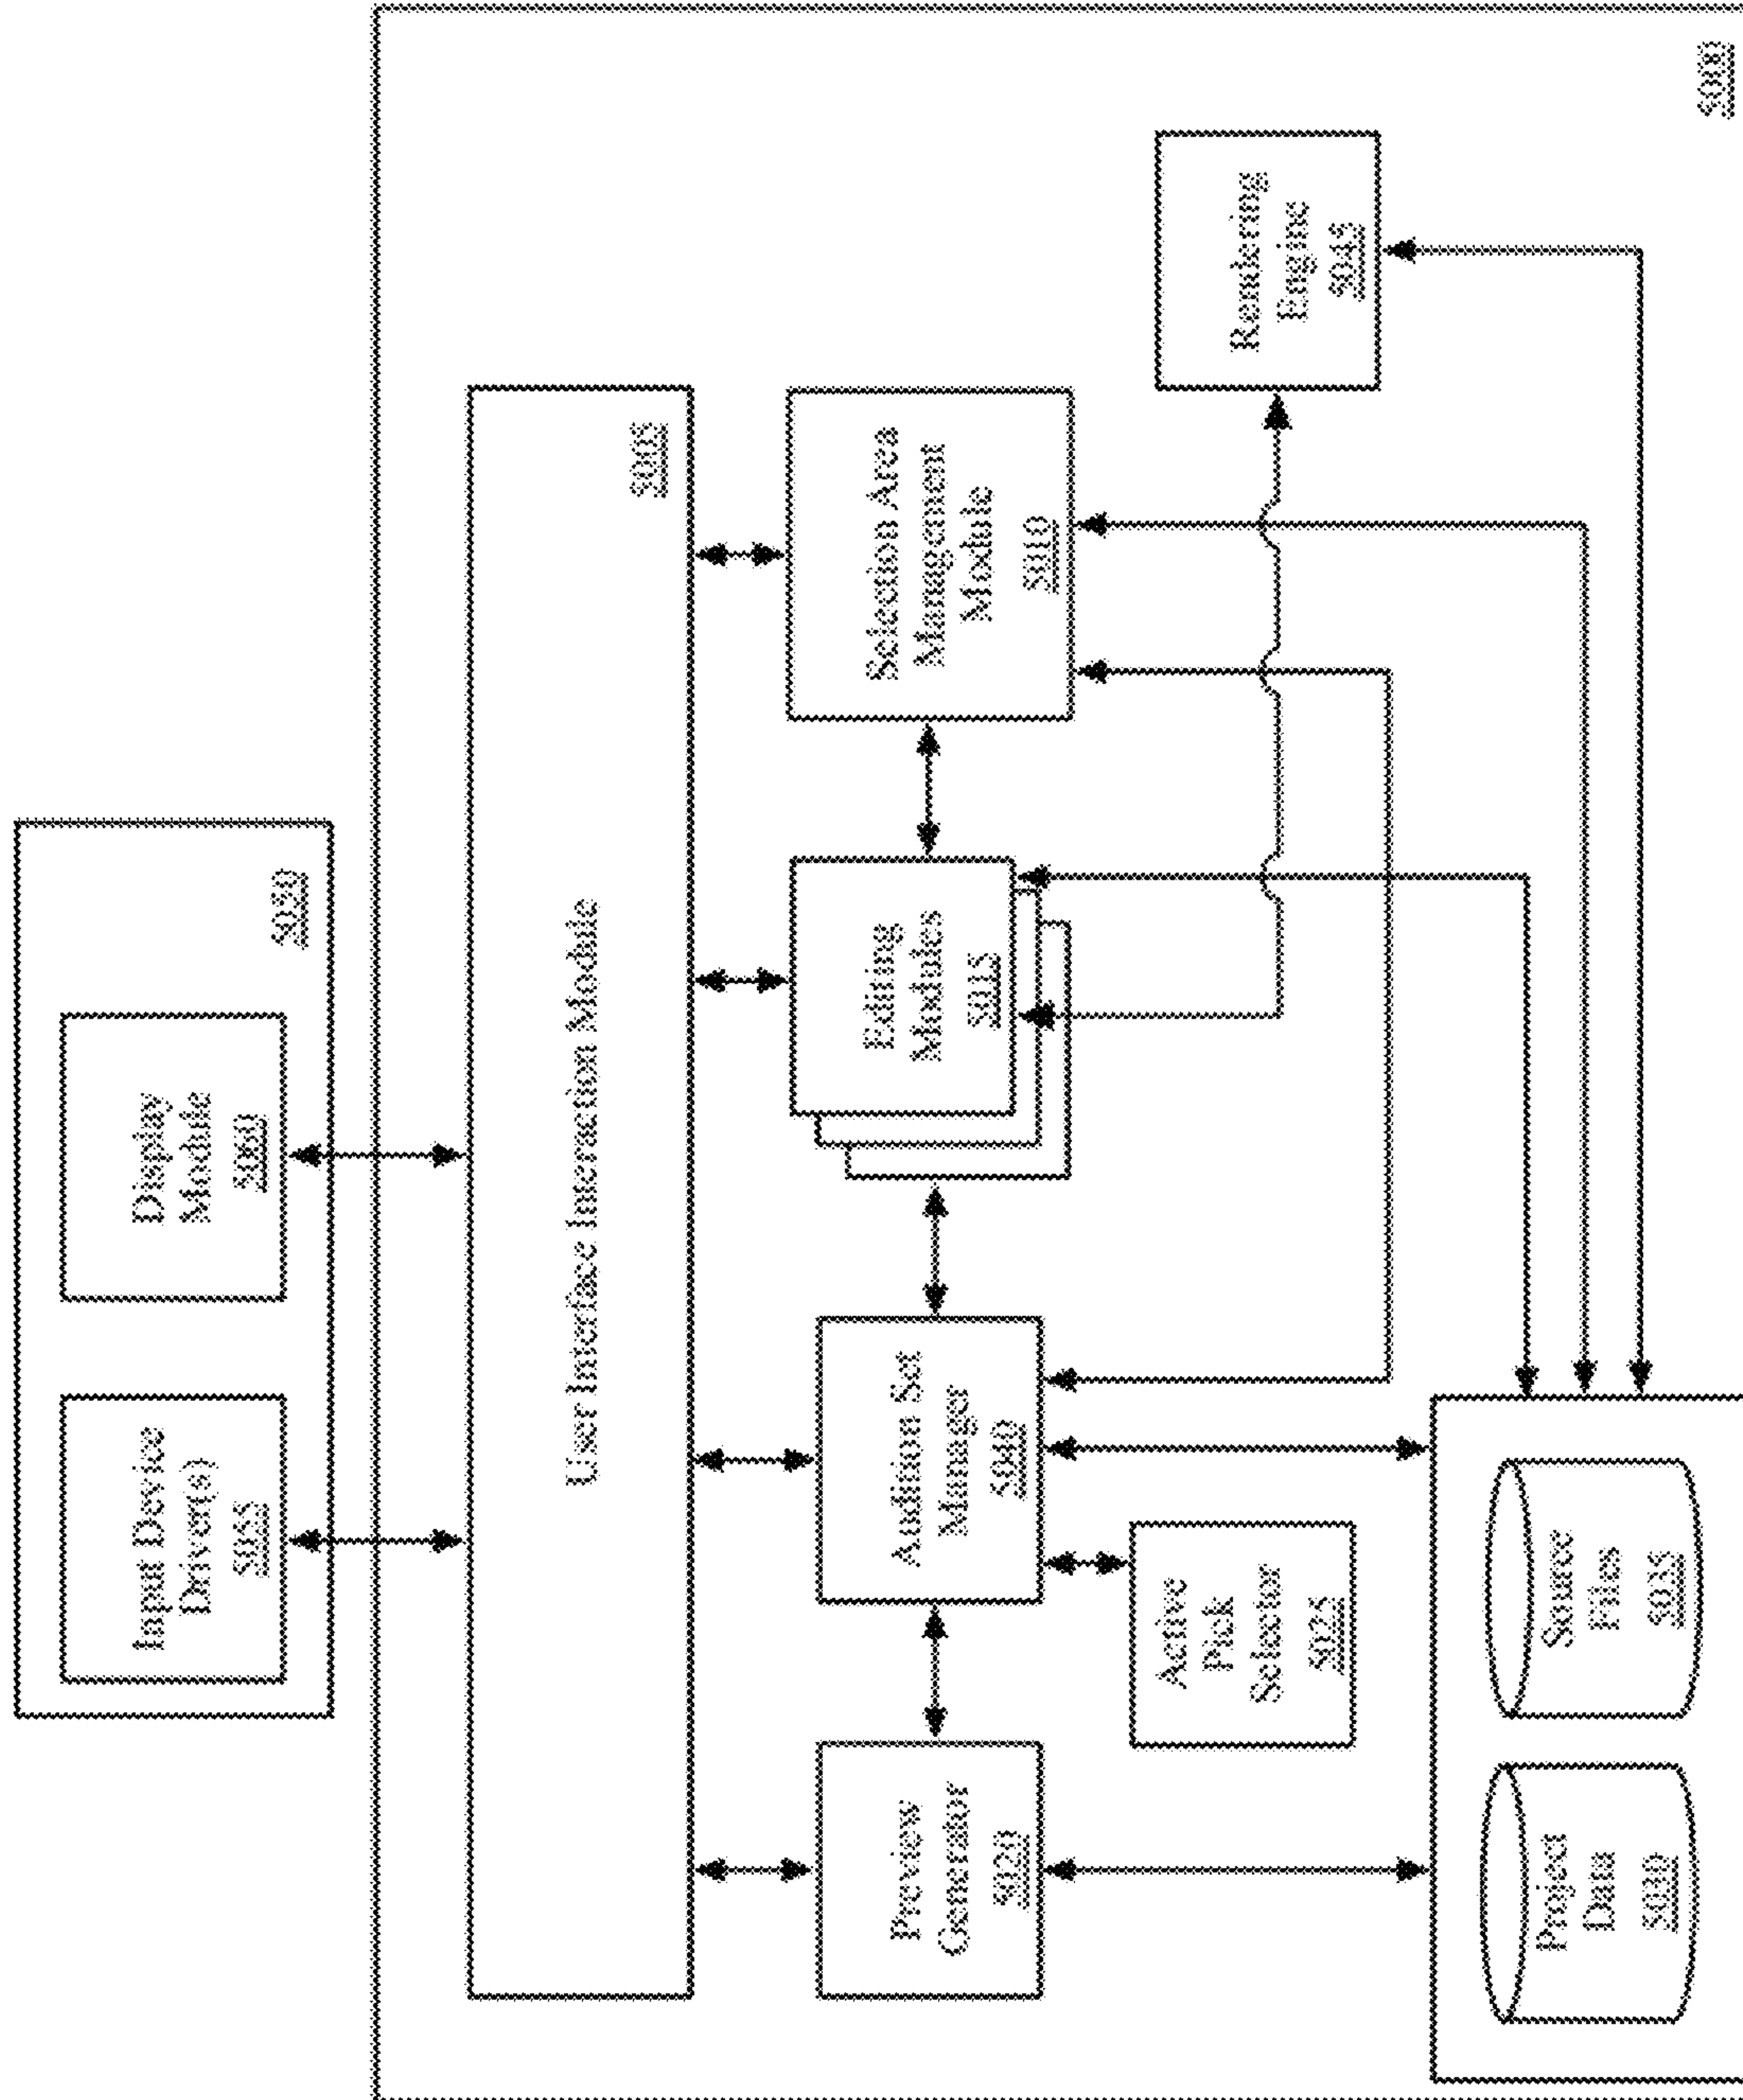 Input Device
Driver(s)
5055
Display
Module
5060
5050
User Interface Interaction Module
5005
Preview
Generator
5020
Audition Set
Manager
5040
Editing
Modules
5015
Selection Area
Management
Module
5010
Active
Pick
Selector
5025
Rendering
Engine
5045
Project
Data
5030
Source
Files
5035
5000